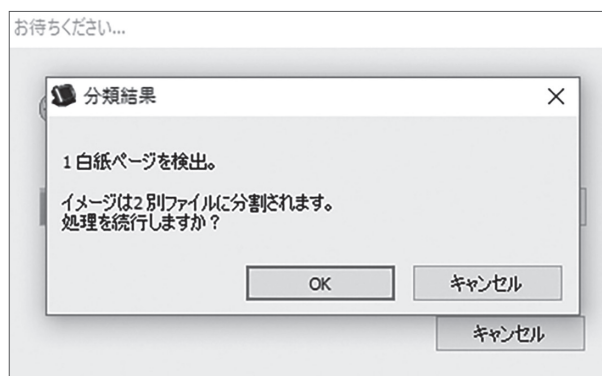 お待ちください...
分類結果
1 白紙ページを検出。
イメージは2 別ファイルに分割されます。
処理を続行しますか？
OK
キャンセル
キャンセル